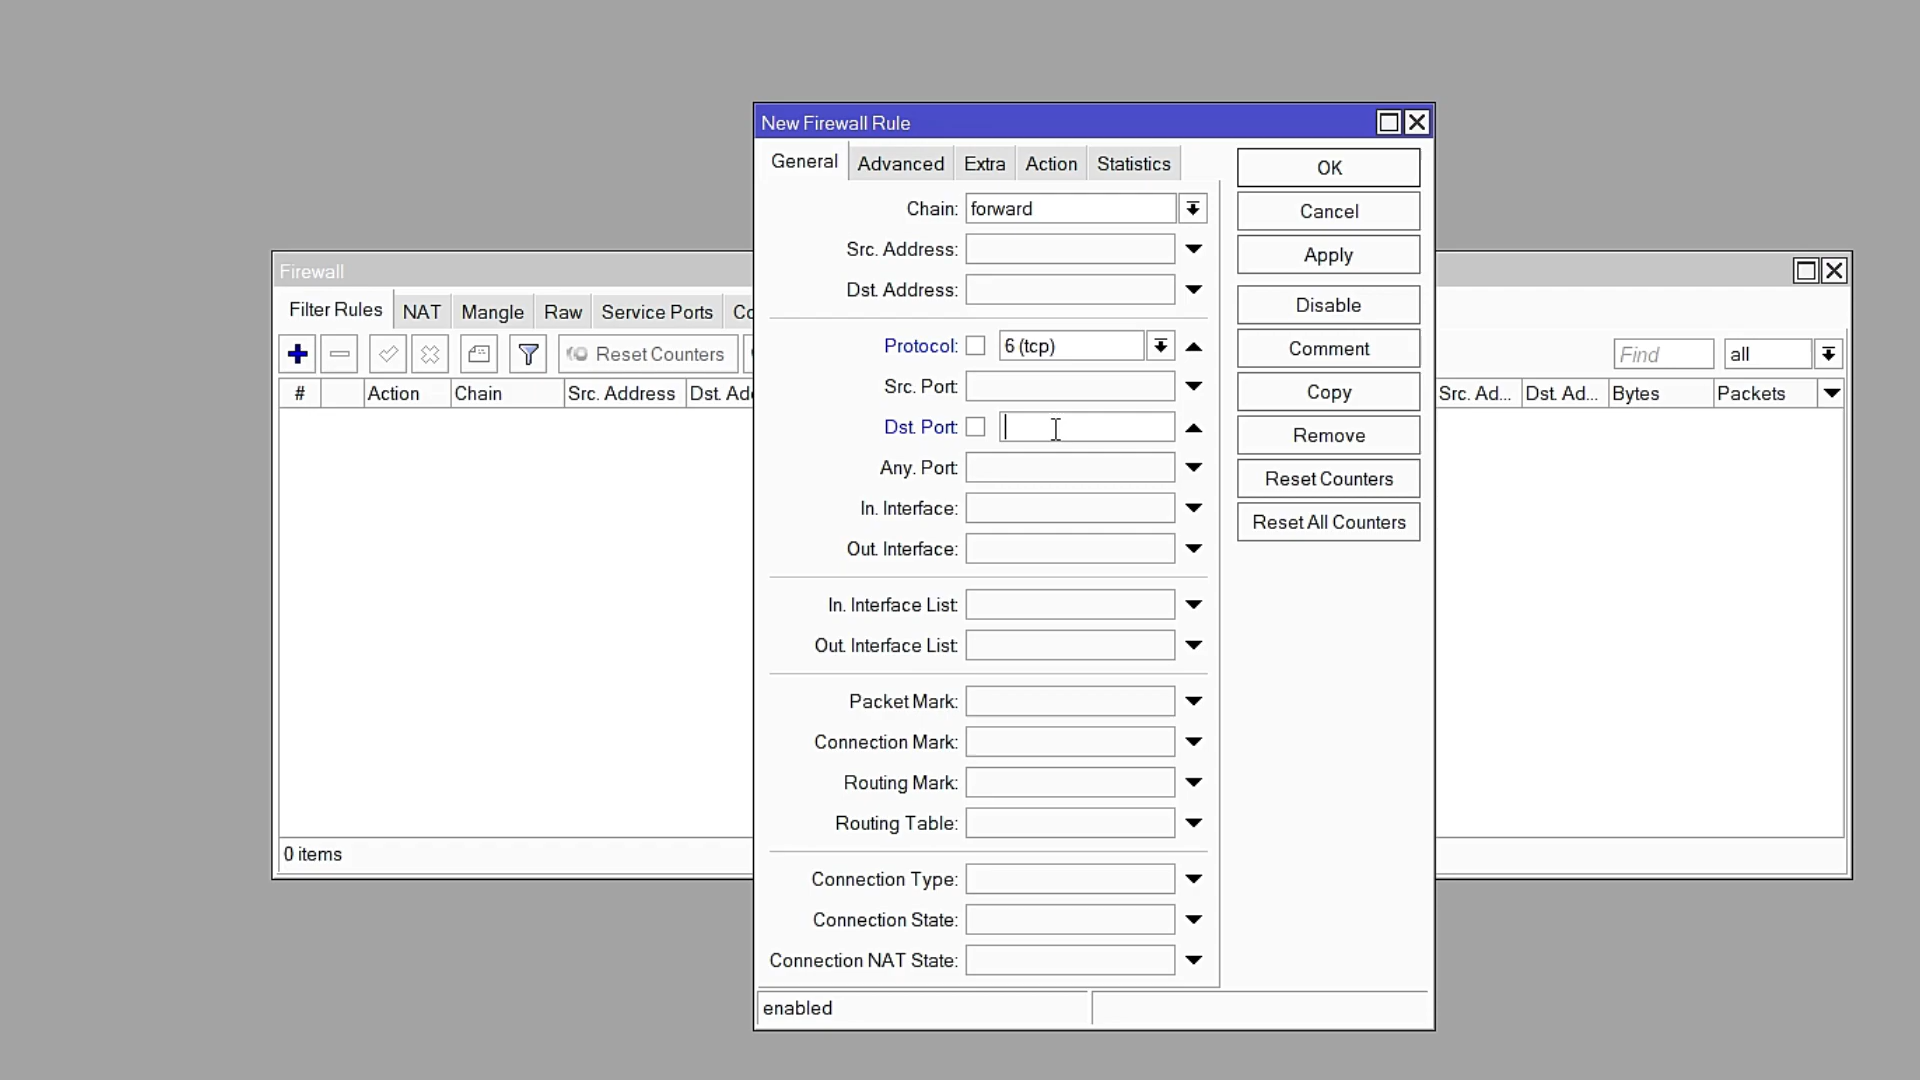 New Firewall Rule
General Advanced Extra Action Statistics
Chain: forward
Src. Address:
Dst. Address:
Protocol: 6 (tcp)
Src. Port:
Dst. Port:
Any. Port:
In. Interface:
Out. Interface:
In. Interface List:
Out. Interface List:
Packet Mark:
Connection Mark:
Routing Mark:
Routing Table:
Connection Type:
Connection State:
Connection NAT State:
enabled
OK
Cancel
Apply
Disable
Comment
Copy
Remove
Reset Counters
Reset All Counters
Firewall
Filter Rules NAT Mangle Raw Service Ports Co
Reset Counters Find all
# Action Chain Src. Address Dst. Add Src. Ad... Dst. Ad... Bytes Packets
0 items